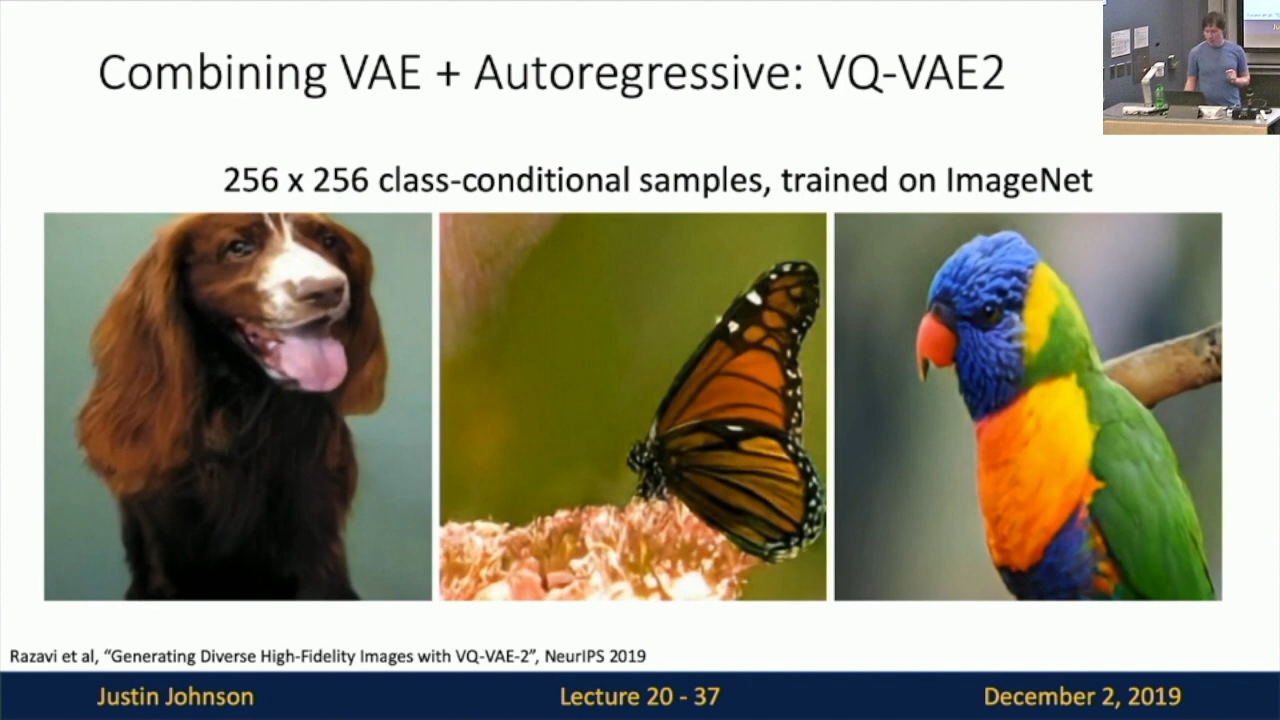 Combining VAE + Autoregressive: VQ-VAE2
256 x 256 class-conditional samples, trained on ImageNet
Razavi et al, “Generating Diverse High-Fidelity Images with VQ-VAE-2”, NeurIPS 2019
Justin Johnson
Lecture 20 - 37
December 2, 2019